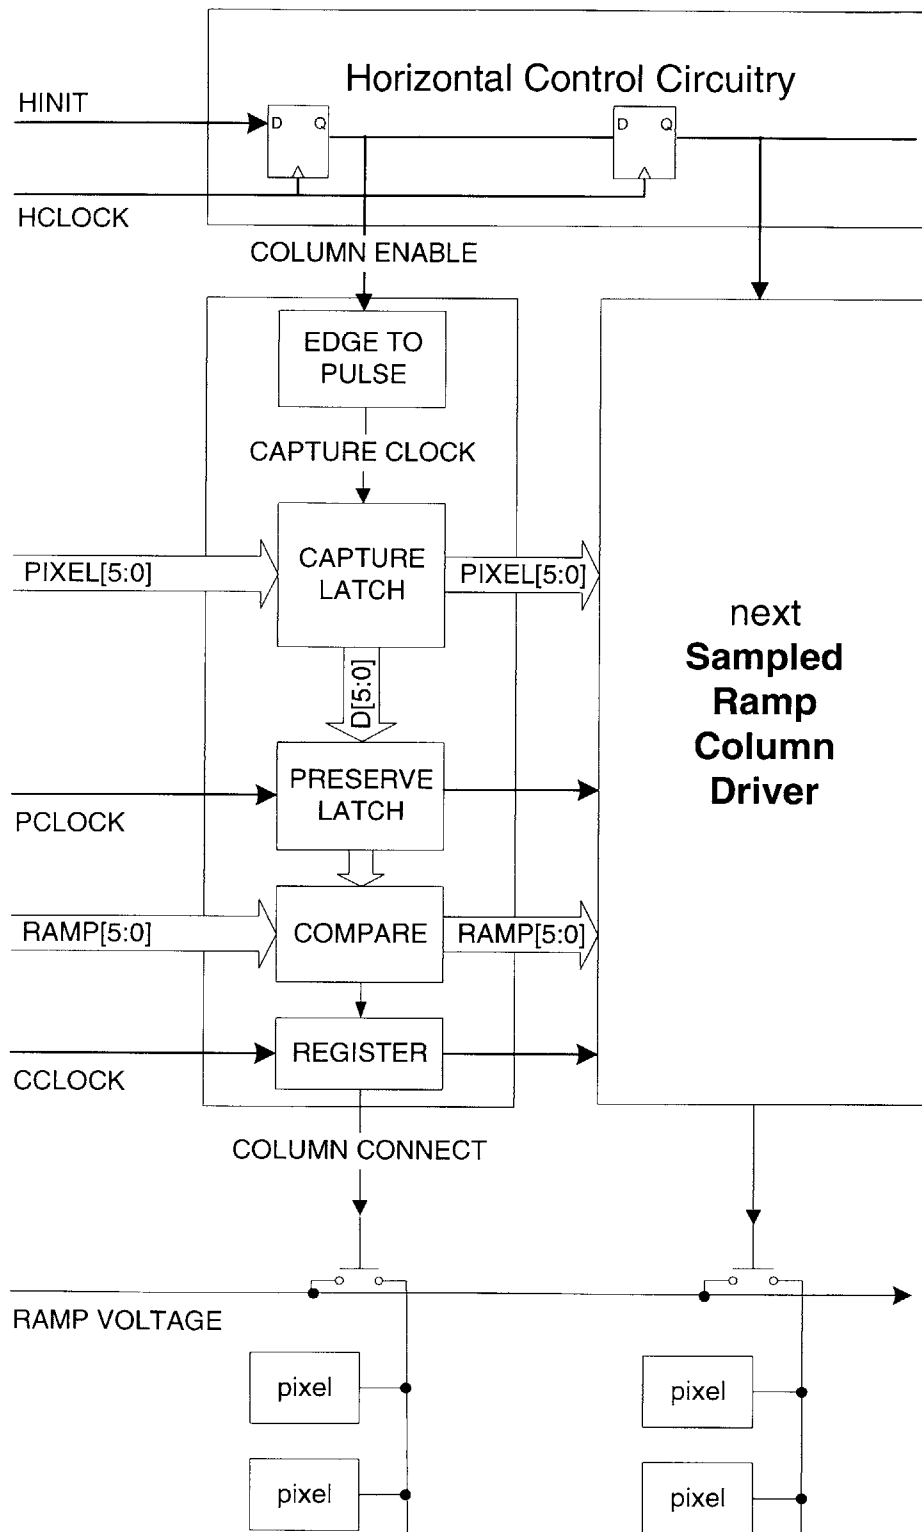 Horizontal Control Circuitry
HINIT
D Q
D Q
HCLOCK
COLUMN ENABLE
EDGE TO
PULSE
CAPTURE CLOCK
PIXEL[5:0]
CAPTURE
LATCH
PIXEL[5:0]
D[5:0]
next
Sampled
Ramp
Column
Driver
PRESERVE
LATCH
PCLOCK
RAMP[5:0]
COMPARE
RAMP[5:0]
REGISTER
CCLOCK
COLUMN CONNECT
RAMP VOLTAGE
pixel
pixel
pixel
pixel